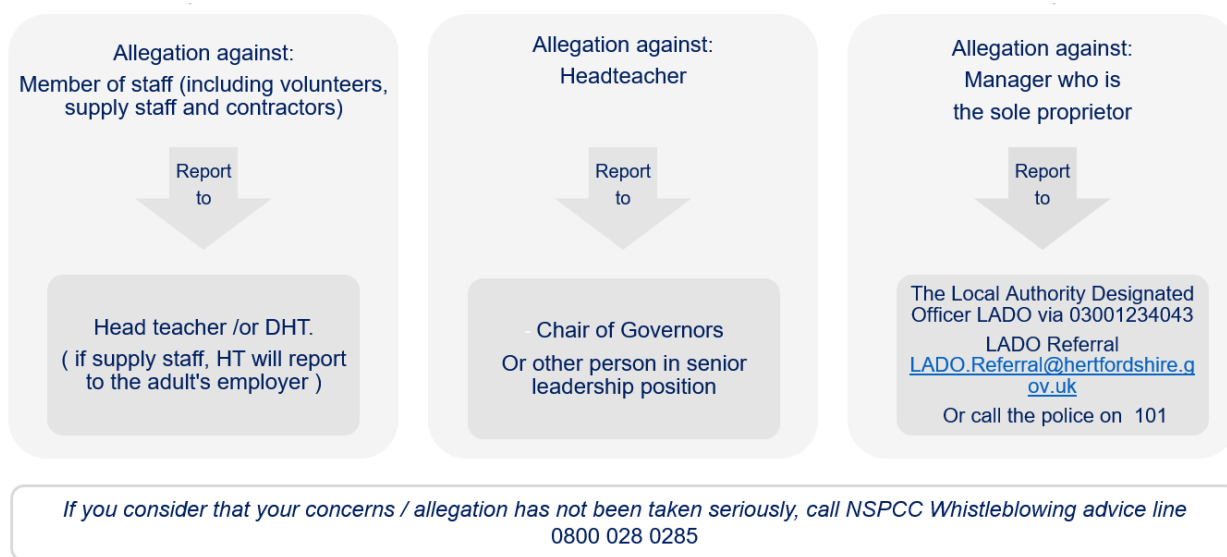 Allegation against:
Member of staff (including volunteers,
supply staff and contractors)
Report
to
Head teacher /or DHT.
( if supply staff, HT will report
to the adult's employer )
Allegation against:
Headteacher
Report
to
- Chair of Governors
Or other person in senior
leadership position
Allegation against:
Manager who is
the sole proprietor
Report
to
The Local Authority Designated
Officer LADO via 03001234043
LADO Referral
LADO.Referral@hertfordshire.g
ov.uk
Or call the police on 101
If you consider that your concerns / allegation has not been taken seriously, call NSPCC Whistleblowing advice line
0800 028 0285